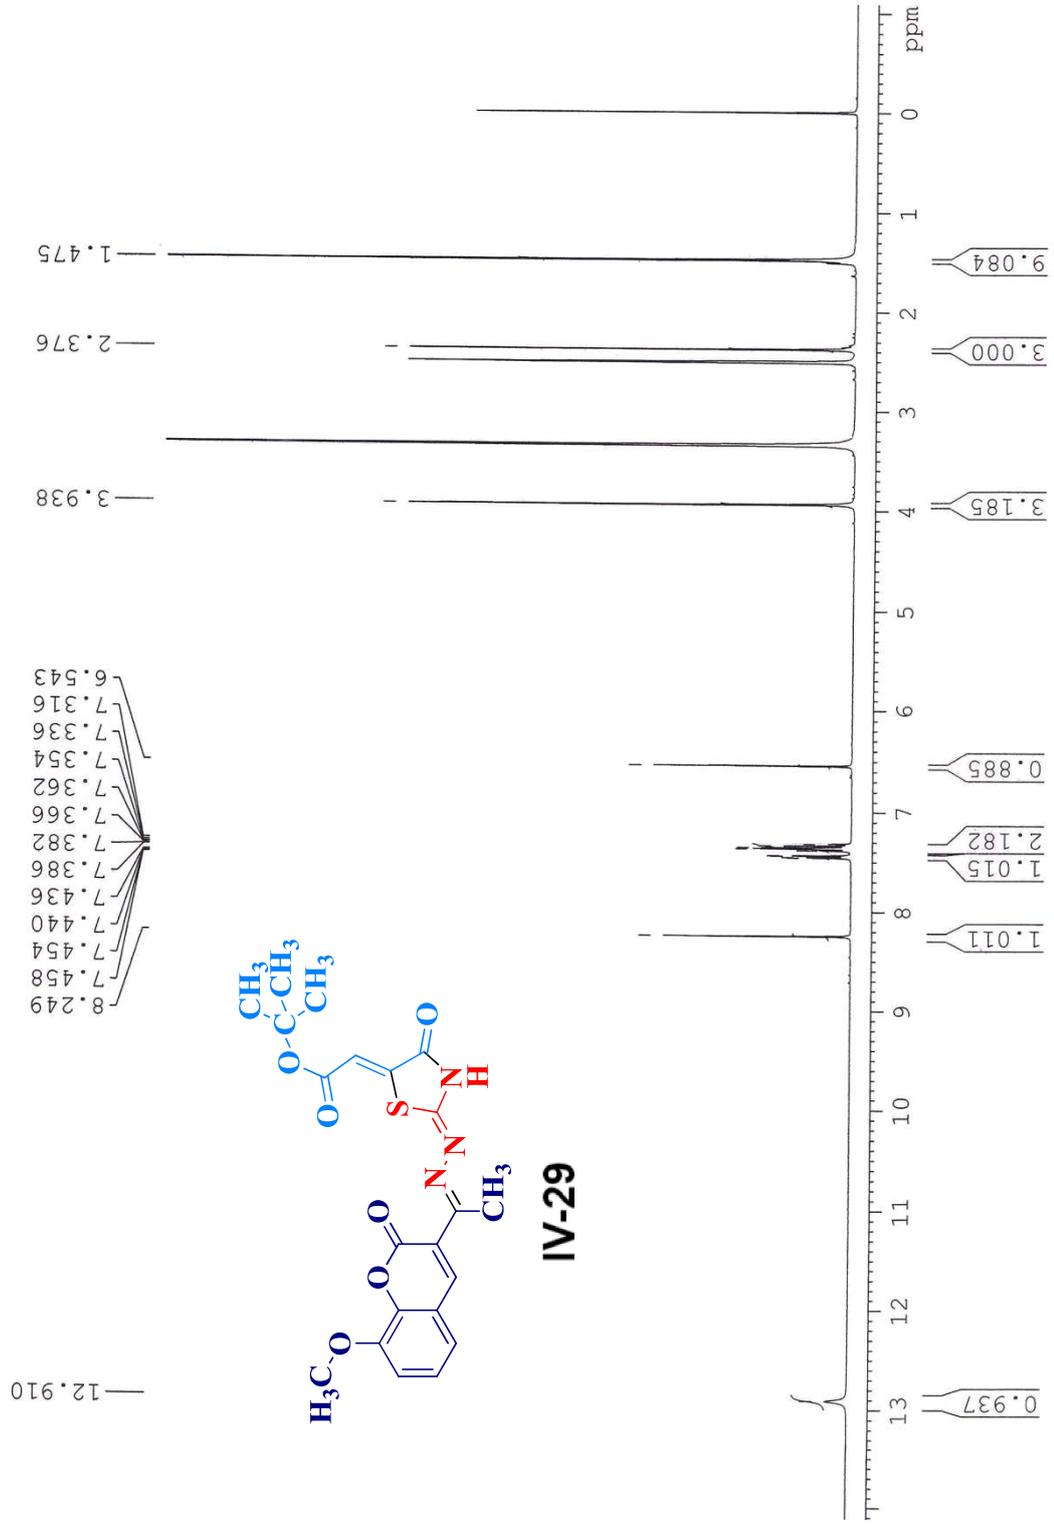 12.910
8.249
7.458
7.454
7.440
7.436
7.386
7.382
7.366
7.362
7.354
7.336
7.316
6.543
3.938
2.376
1.475
H3C
O
O
O
CH3
N
N
S
N
H
O
O
O
C
CH3
CH3
CH3
IV-29
13 12 11 10 9 8 7 6 5 4 3 2 1 0 ppm
0.937
1.011
1.015
2.182
0.885
3.185
3.000
9.084